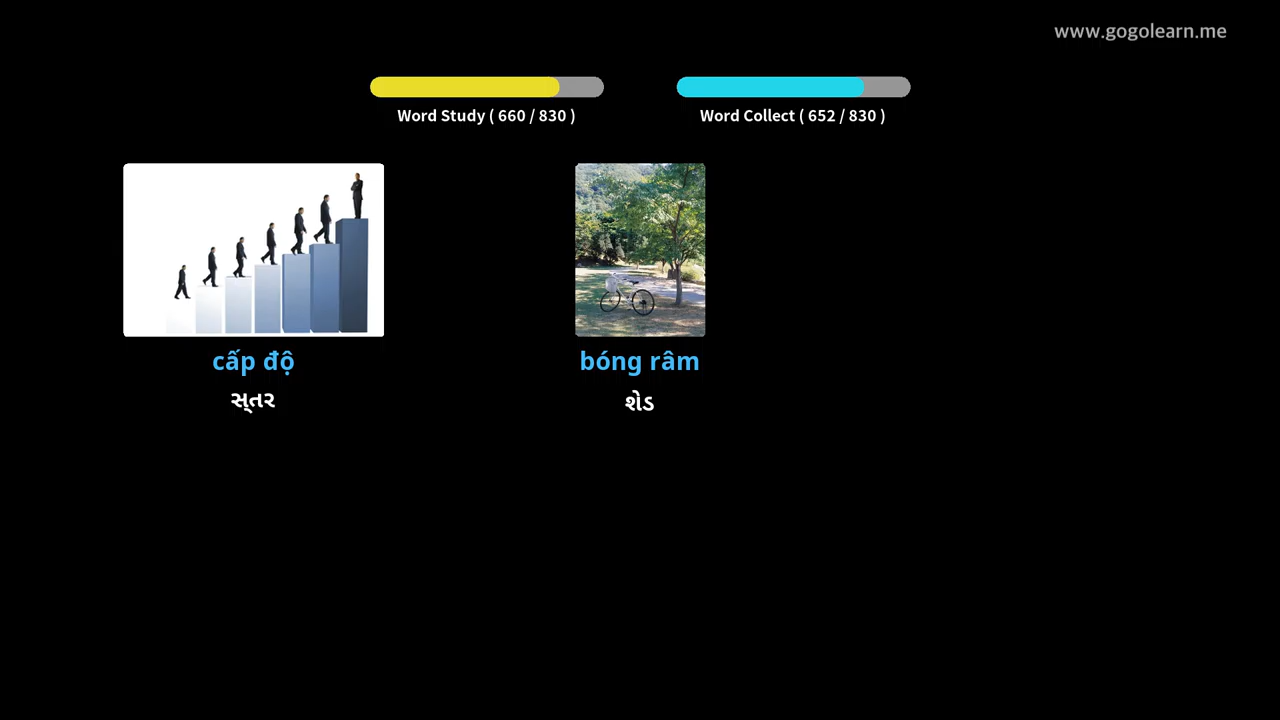 www.gogolearn.me
Word Study ( 660 / 830 )
Word Collect ( 652 / 830 )
cấp độ
સ્તર
bóng râm
શેડ